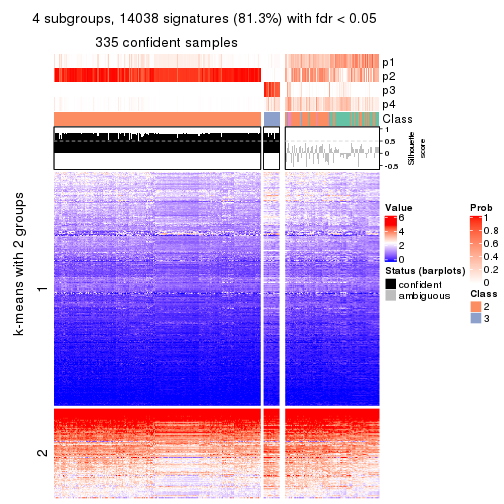 4 subgroups, 14038 signatures (81.3%) with fdr < 0.05
335 confident samples
p1
p2
p3
p4
Class
1
0.5
0
-0.5
Silhouette
score
k-means with 2 groups
1
2
Value
6
4
2
0
Status (barplots)
confident
ambiguous
Prob
1
0.8
0.6
0.4
0.2
0
Class
2
3